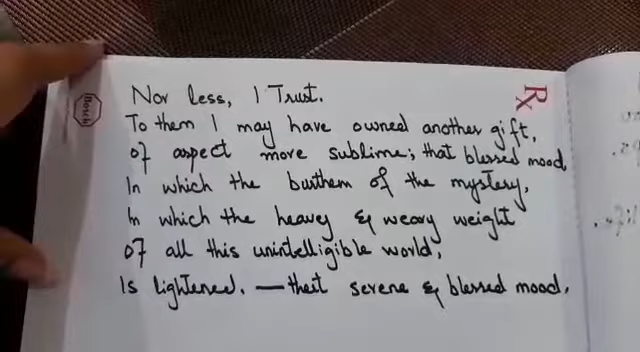 Nor less, I Trust.
To them I may have owned another gift,
Of aspect more sublime; that blessed mood,
In which the burthem of the mystery,
In which the heavy & weary weight
Of all this unintelligible world,
Is lightened. — that serene & blessed mood,
Rx